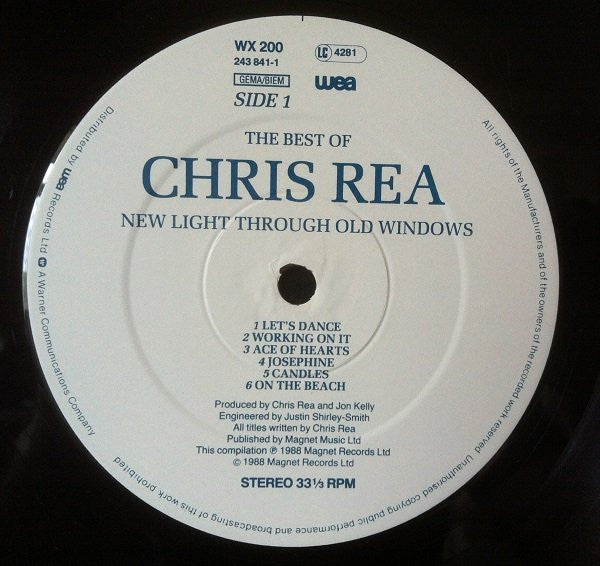 WX 200
243 841-1
GEMA/BIEM
LC 4281
wea
SIDE 1
THE BEST OF
CHRIS REA
NEW LIGHT THROUGH OLD WINDOWS
1 LET'S DANCE
2 WORKING ON IT
3 ACE OF HEARTS
4 JOSEPHINE
5 CANDLES
6 ON THE BEACH
Produced by Chris Rea and Jon Kelly
Engineered by Justin Shirley-Smith
All titles written by Chris Rea
Published by Magnet Music Ltd
This compilation ℗ 1988 Magnet Records Ltd
© 1988 Magnet Records Ltd
STEREO 33⅓ RPM
Distributed by wea Records Ltd A Warner Communications Company
All rights of the Manufacturers and of the owners of the recorded work reserved. Unauthorised copying public performance and broadcasting of this work prohibited